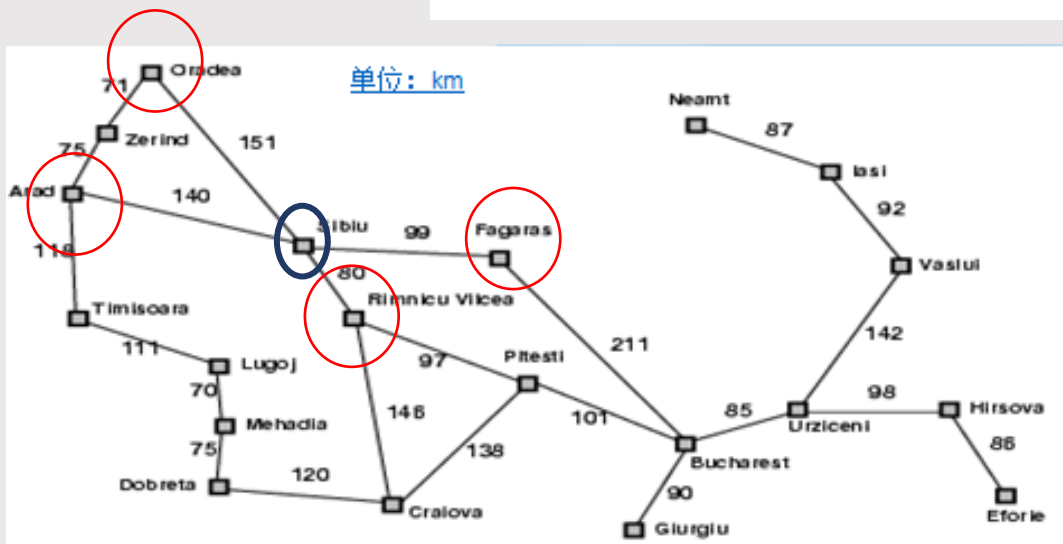 Oradea
71
单位：km
Neamt
87
Zerind
151
75
Iasi
Arad
140
92
Sibiu
99
Fagaras
118
80
Vaslui
Rimnicu Vilcea
Timisoara
142
111
211
Lugoj
97
Pitesti
70
98
Hirsova
146
101
85
Mehadia
Urziceni
75
138
86
Bucharest
120
Dobreta
90
Craiova
Eforie
Giurgiu